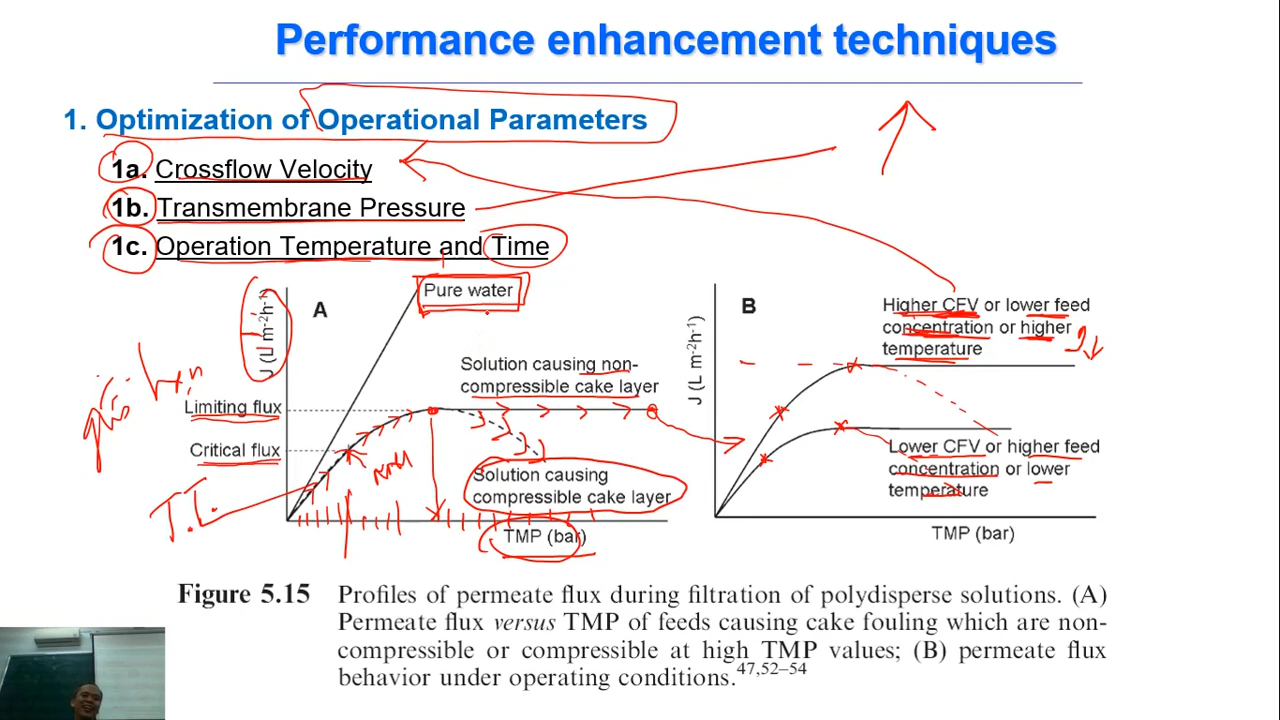 Performance enhancement techniques
1. Optimization of Operational Parameters
1a. Crossflow Velocity
1b. Transmembrane Pressure
1c. Operation Temperature and Time
J (L m-2h-1)
A
Pure water
Solution causing non-
compressible cake layer
Limiting flux
Critical flux
Solution causing
compressible cake layer
TMP (bar)
B
J (L m-2h-1)
Higher CFV or lower feed
concentration or higher
temperature
Lower CFV or higher feed
concentration or lower
temperature
TMP (bar)
Figure 5.15 Profiles of permeate flux during filtration of polydisperse solutions. (A)
Permeate flux versus TMP of feeds causing cake fouling which are non-
compressible or compressible at high TMP values; (B) permeate flux
behavior under operating conditions.47,52–54